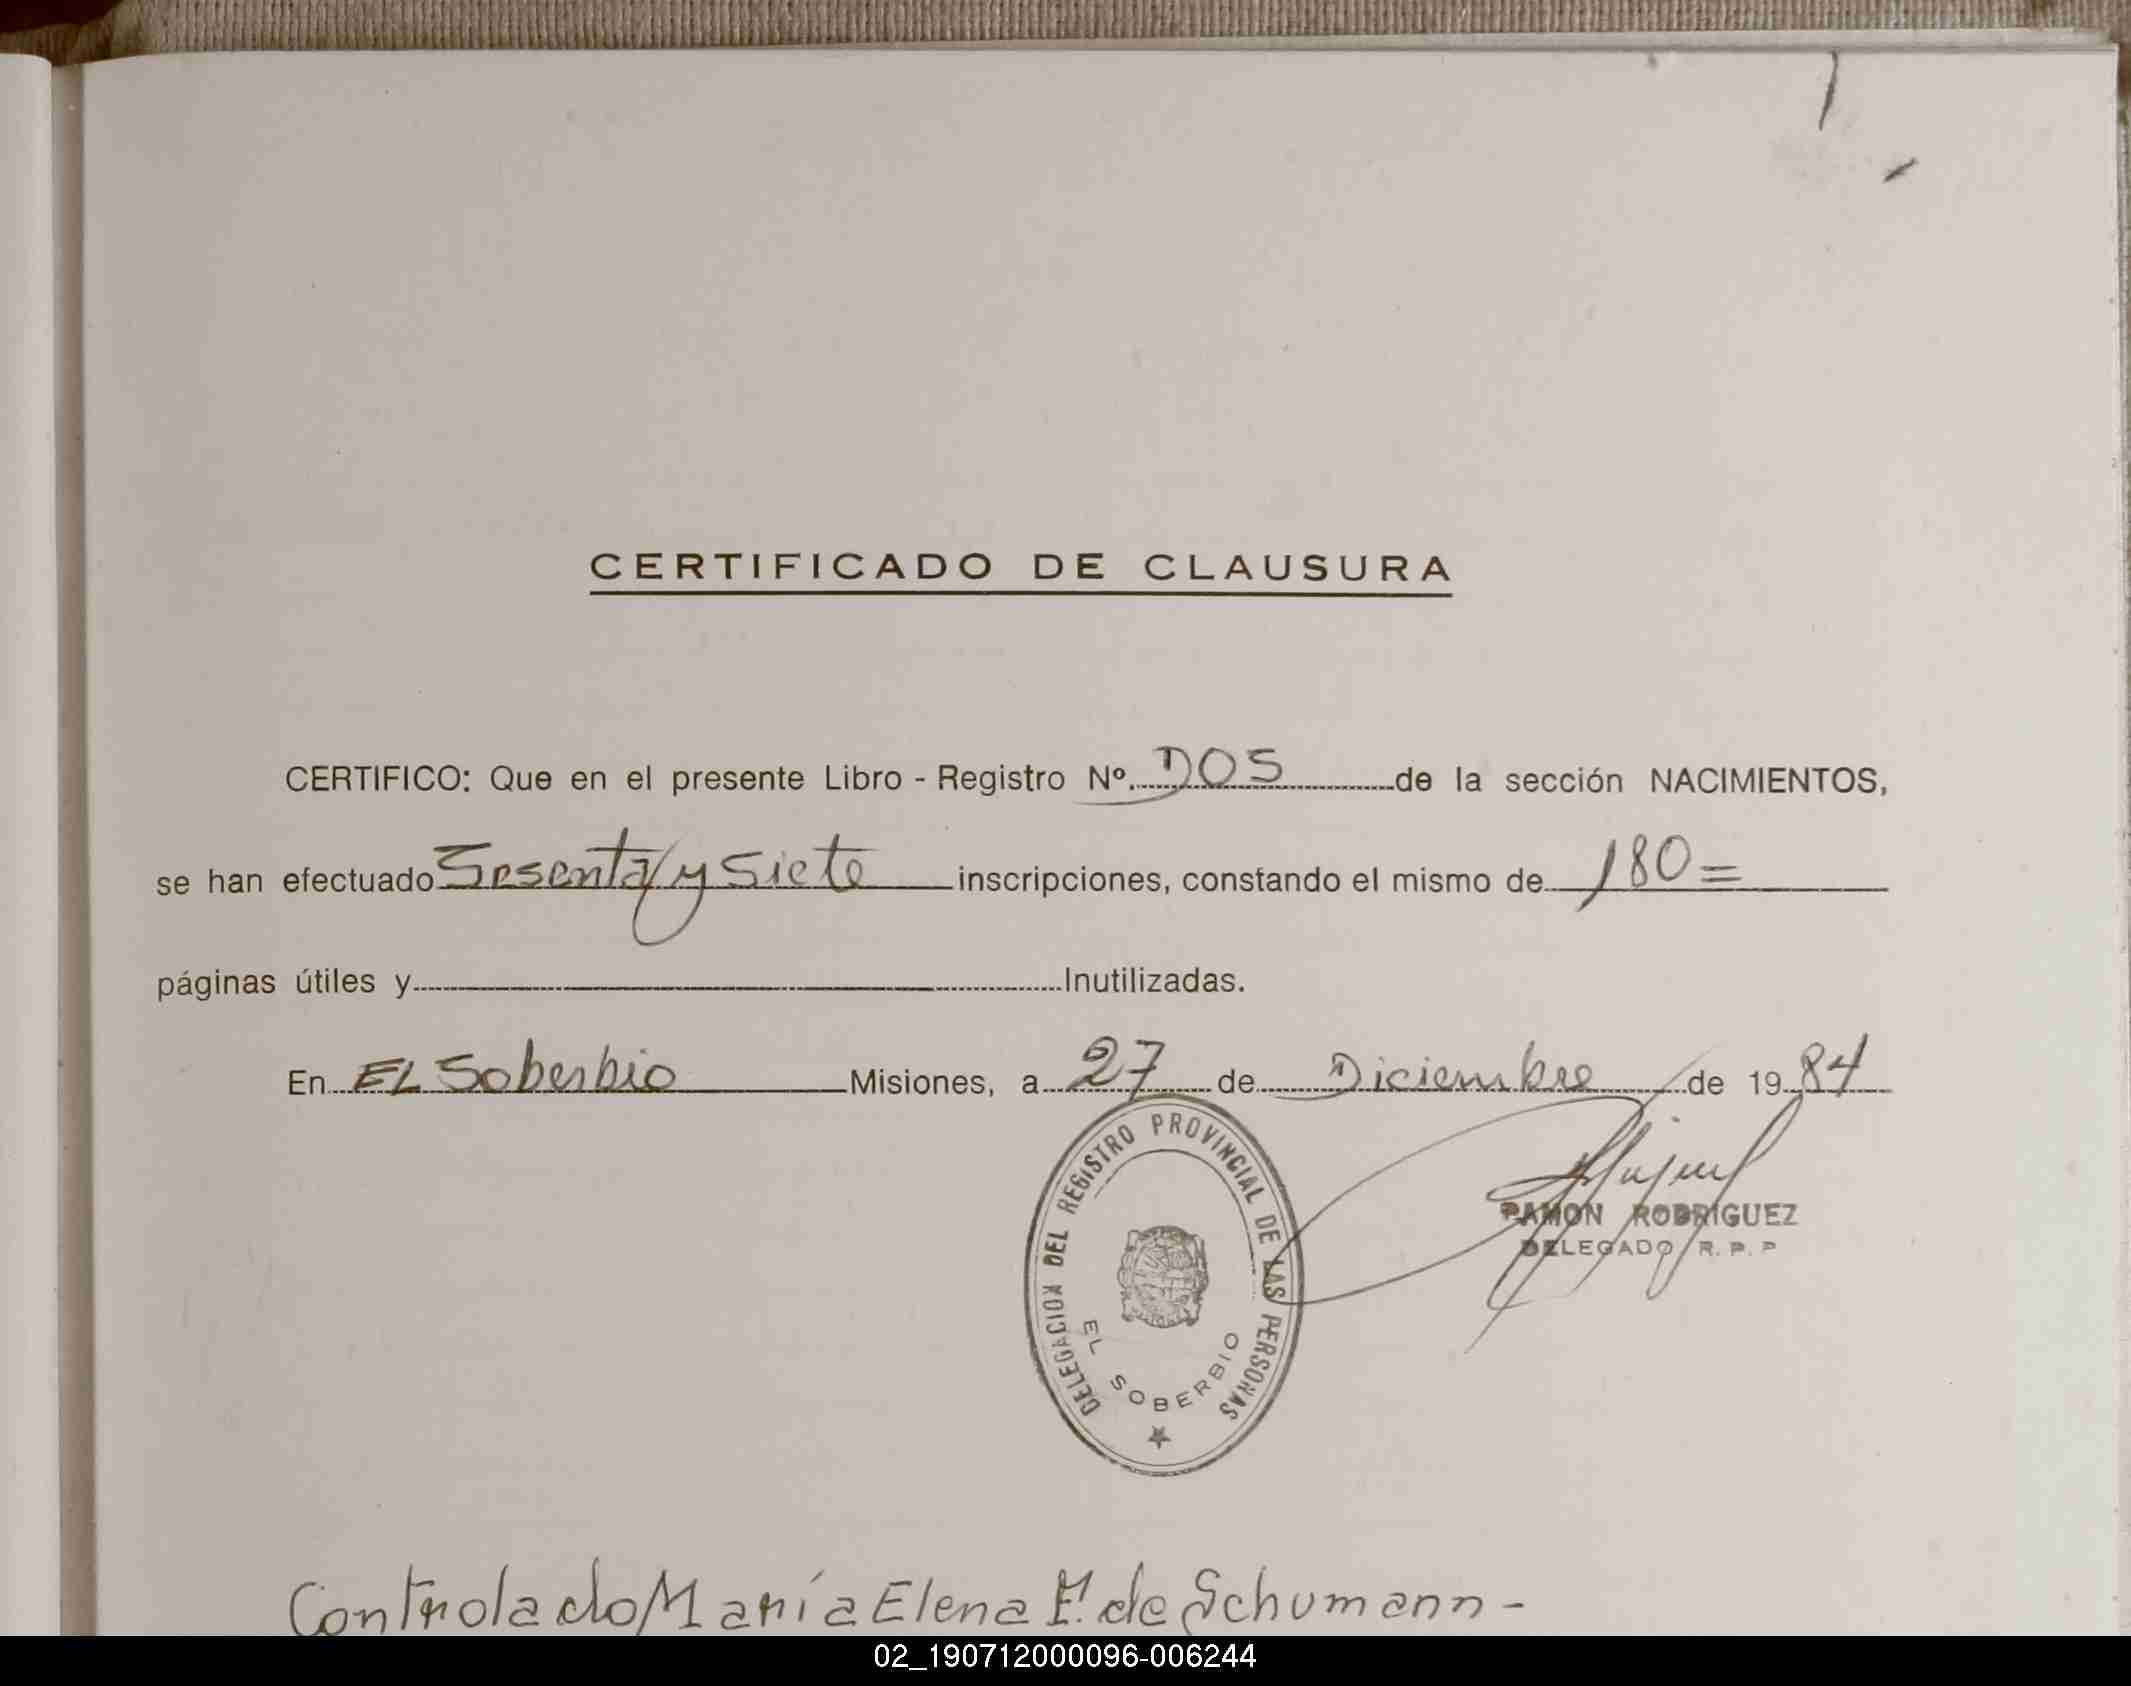 CERTIFICADO DE CLAUSURA
CERTIFICO: Que en el presente Libro - Registro Nº. DOS de la sección NACIMIENTOS,
se han efectuado Sesenta y Siete inscripciones, constando el mismo de 180=
páginas útiles y Inutilizadas.
En EL Soberbio Misiones, a 27 de Diciembre de 1984
DELEGACION DEL REGISTRO PROVINCIAL DE LAS PERSONAS
EL SOBERBIO
RAMON RODRIGUEZ
DELEGADO R. P. P
Controlado María Elena F. de Schumann -
02_190712000096-006244